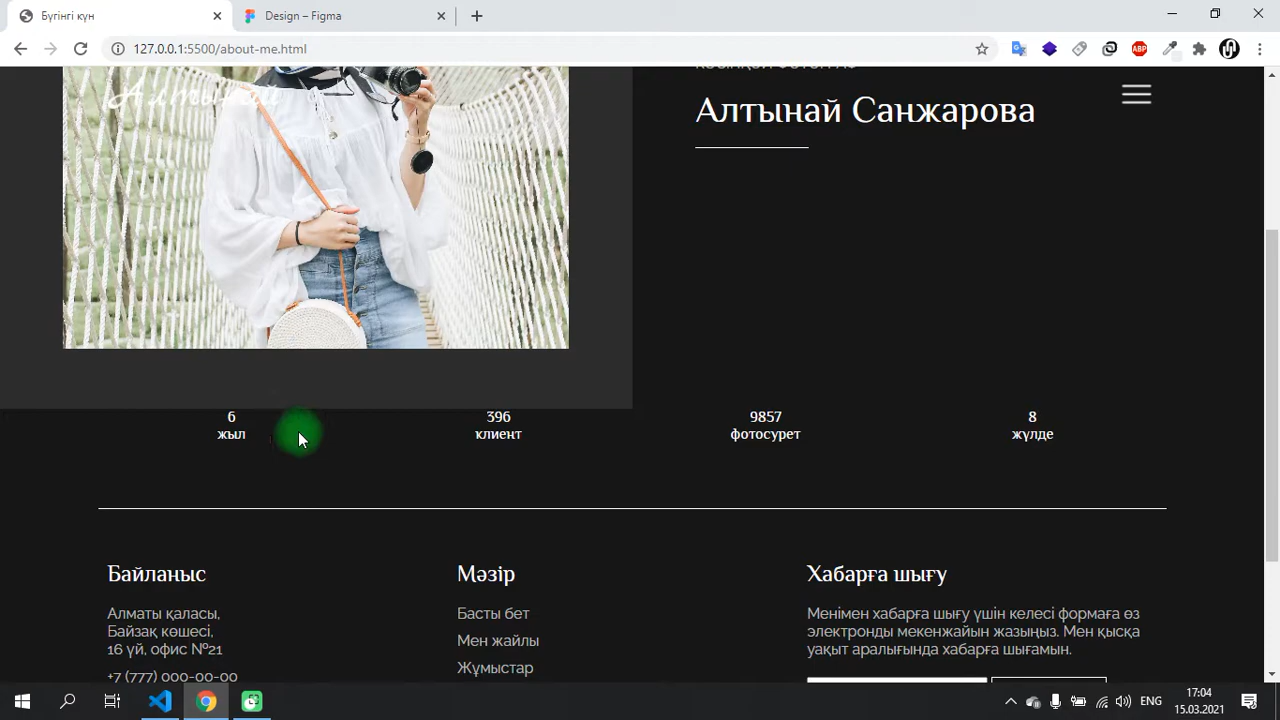 Бүгінгі күн
Design – Figma
127.0.0.1:5500/about-me.html
Алтынай
Алтынай Санжарова
6
жыл
396
клиент
9857
фотосурет
8
жүлде
Байланыс
Алматы қаласы,
Байзақ көшесі,
16 үй, офис №21
+7 (777) 000-00-00
Мәзір
Басты бет
Мен жайлы
Жұмыстар
Хабарға шығу
Менімен хабарға шығу үшін келесі формаға өз
электронды мекенжайын жазыңыз. Мен қысқа
уақыт аралығында хабарға шығамын.
ABP
ENG
17:04
15.03.2021